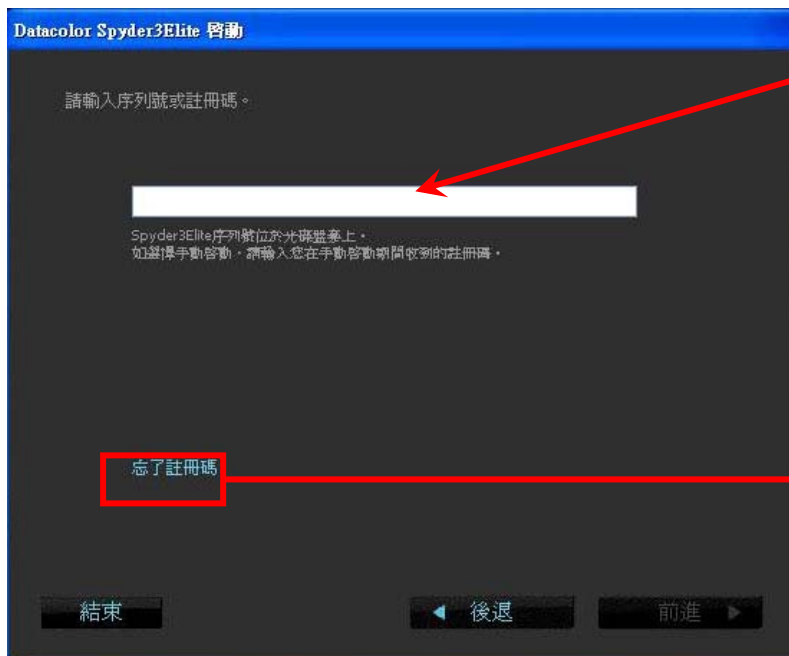 Datacolor Spyder3Elite 啓動
請輸入序列號或註冊碼。
Spyder3Elite序列號位於光碟盤套上。
如選擇手動啓動，請輸入您在手動啓動期間收到的註冊碼。
忘了註冊碼
結束
後退
前進